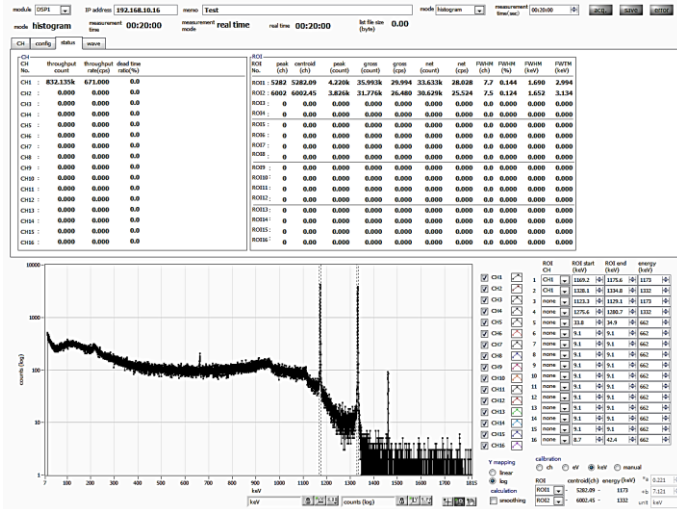 module DSP1 IP address 192.168.10.16 memo Test mode histogram measurement time(sec) 00:20:00 acq. save error
mode histogram measurement time 00:20:00 measurement mode real time real time 00:20:00 list file size (byte) 0.00
CH config status wave
CH
CH No. throughput count throughput rate(cps) dead time ratio(%)
CH1 : 832.135k 671.000 0.0
CH2 : 0.000 0.000 0.0
CH3 : 0.000 0.000 0.0
CH4 : 0.000 0.000 0.0
CH5 : 0.000 0.000 0.0
CH6 : 0.000 0.000 0.0
CH7 : 0.000 0.000 0.0
CH8 : 0.000 0.000 0.0
CH9 : 0.000 0.000 0.0
CH10 : 0.000 0.000 0.0
CH11 : 0.000 0.000 0.0
CH12 : 0.000 0.000 0.0
CH13 : 0.000 0.000 0.0
CH14 : 0.000 0.000 0.0
CH15 : 0.000 0.000 0.0
CH16 : 0.000 0.000 0.0
ROI
ROI No. peak (ch) centroid (ch) peak (count) gross (count) gross (cps) net (count) net (cps) FWHM (ch) FWHM (%) FWHM (keV) FWTM (keV)
ROI1 : 5282 5282.09 4.220k 35.993k 29.994 33.633k 28.028 7.7 0.144 1.690 2.994
ROI2 : 6002 6002.45 3.826k 31.776k 26.480 30.629k 25.524 7.5 0.124 1.652 3.134
ROI3 : 0 0.00 0.000 0.000 0.000 0.000 0.000 0.0 0.000 0.000 0.000
ROI4 : 0 0.00 0.000 0.000 0.000 0.000 0.000 0.0 0.000 0.000 0.000
ROI5 : 0 0.00 0.000 0.000 0.000 0.000 0.000 0.0 0.000 0.000 0.000
ROI6 : 0 0.00 0.000 0.000 0.000 0.000 0.000 0.0 0.000 0.000 0.000
ROI7 : 0 0.00 0.000 0.000 0.000 0.000 0.000 0.0 0.000 0.000 0.000
ROI8 : 0 0.00 0.000 0.000 0.000 0.000 0.000 0.0 0.000 0.000 0.000
ROI9 : 0 0.00 0.000 0.000 0.000 0.000 0.000 0.0 0.000 0.000 0.000
ROI10 : 0 0.00 0.000 0.000 0.000 0.000 0.000 0.0 0.000 0.000 0.000
ROI11 : 0 0.00 0.000 0.000 0.000 0.000 0.000 0.0 0.000 0.000 0.000
ROI12 : 0 0.00 0.000 0.000 0.000 0.000 0.000 0.0 0.000 0.000 0.000
ROI13 : 0 0.00 0.000 0.000 0.000 0.000 0.000 0.0 0.000 0.000 0.000
ROI14 : 0 0.00 0.000 0.000 0.000 0.000 0.000 0.0 0.000 0.000 0.000
ROI15 : 0 0.00 0.000 0.000 0.000 0.000 0.000 0.0 0.000 0.000 0.000
ROI16 : 0 0.00 0.000 0.000 0.000 0.000 0.000 0.0 0.000 0.000 0.000
counts (log)
10000
1000
100
10
1
7 100 200 300 400 500 600 700 800 900 1000 1100 1200 1300 1400 1500 1600 1700 1815
keV
keV counts (log)
CH1
CH2
CH3
CH4
CH5
CH6
CH7
CH8
CH9
CH10
CH11
CH12
CH13
CH14
CH15
CH16
ROI CH ROI start (keV) ROI end (keV) energy (keV)
1 CH1 1169.2 1175.6 1173
2 CH1 1328.1 1334.8 1332
3 none 1123.3 1129.1 1173
4 none 1275.6 1280.7 1332
5 none 33.8 34.9 662
6 none 9.1 9.1 662
7 none 9.1 9.1 662
8 none 9.1 9.1 662
9 none 9.1 9.1 662
10 none 9.1 9.1 662
11 none 9.1 9.1 662
12 none 9.1 9.1 662
13 none 9.1 9.1 662
14 none 9.1 9.1 662
15 none 9.1 9.1 662
16 none 8.7 42.4 662
Y mapping
linear
log
calculation
smoothing
calibration
ch eV keV manual
ROI centroid(ch) energy(keV) *a 0.221
ROI1 - 5282.09 - 1173 +b 7.121
ROI2 - 6002.45 - 1332 unit keV